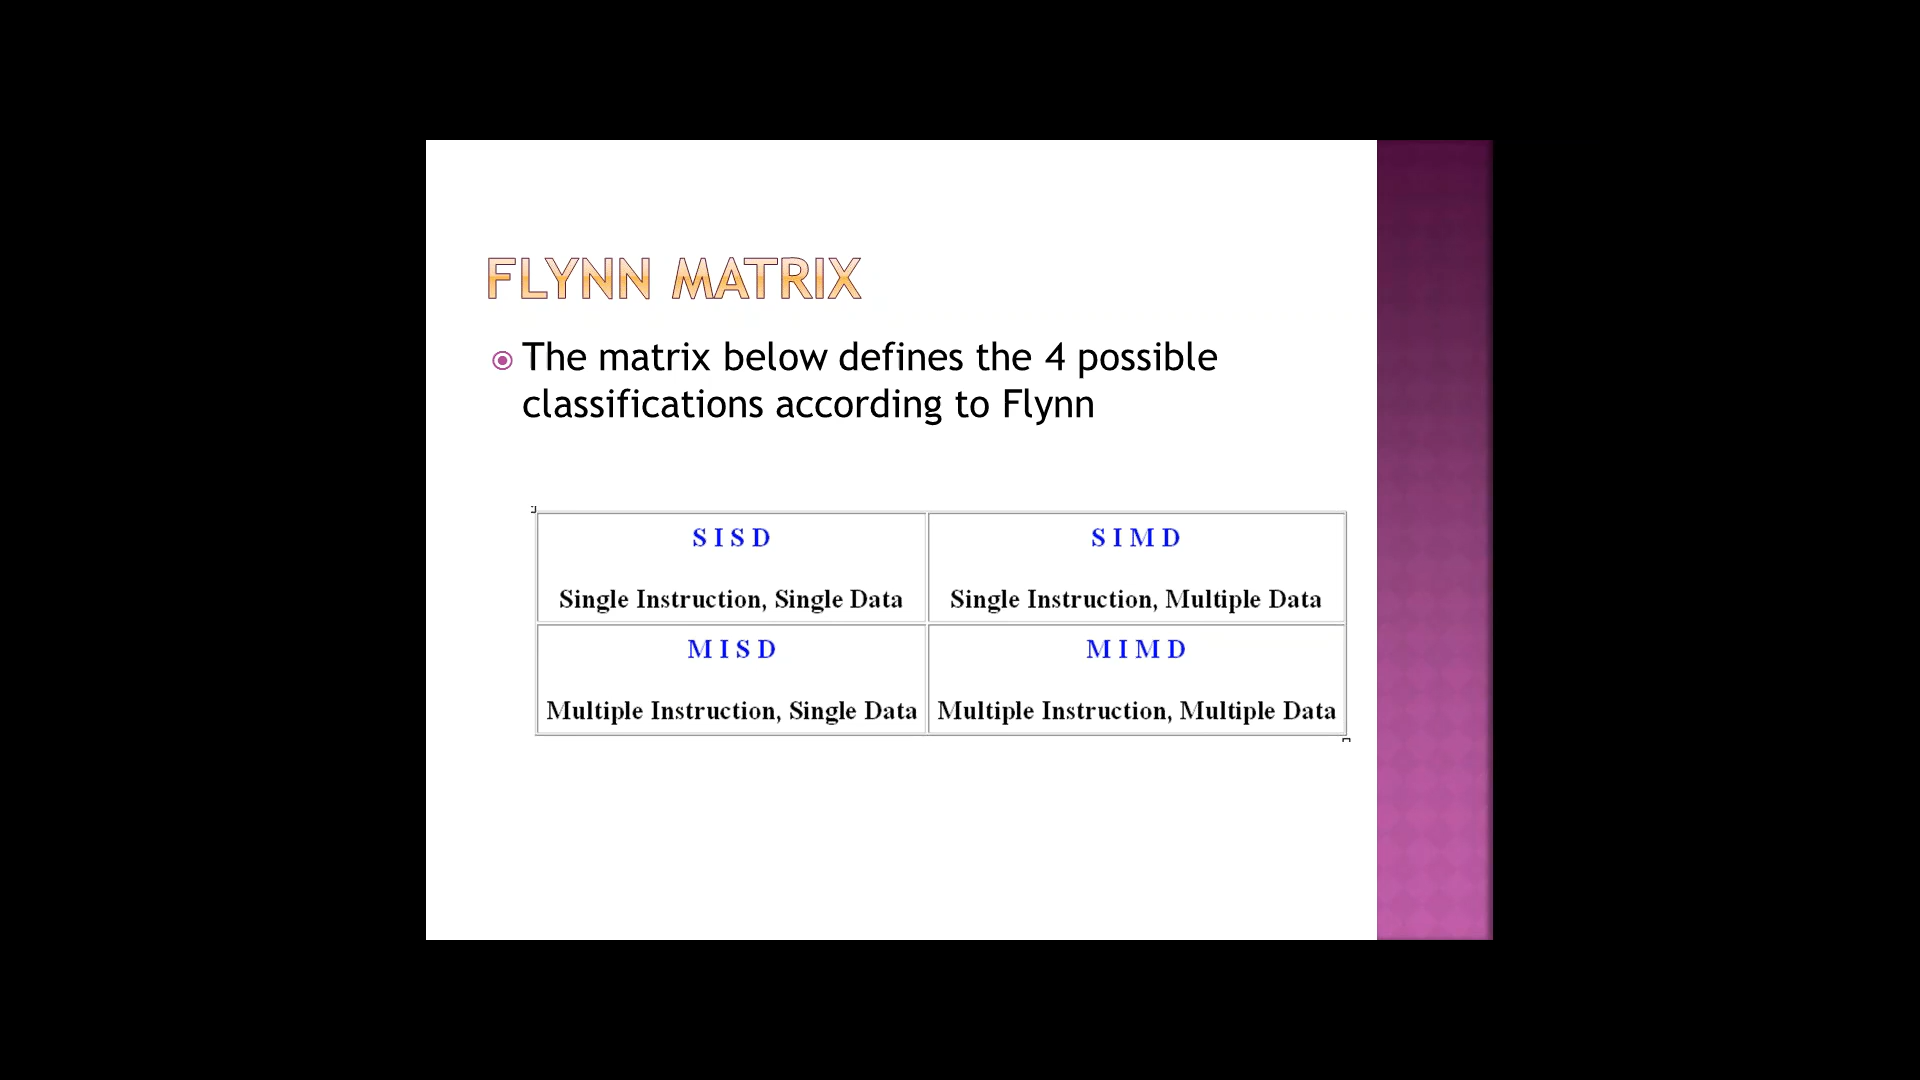 FLYNN MATRIX
The matrix below defines the 4 possible
classifications according to Flynn
S I S D
Single Instruction, Single Data
S I M D
Single Instruction, Multiple Data
M I S D
Multiple Instruction, Single Data
M I M D
Multiple Instruction, Multiple Data